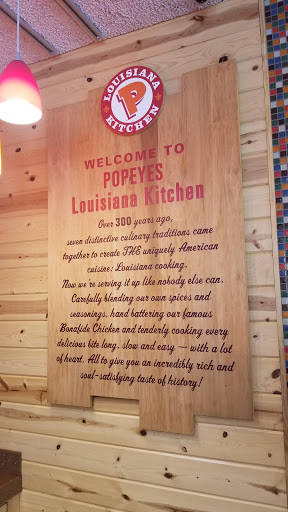 LOUISIANA
P
KITCHEN
WELCOME TO
POPEYES
Louisiana Kitchen
Over 300 years ago,
seven distinctive culinary traditions came
together to create THE uniquely American
cuisine: Louisiana cooking.
Now we're serving it up like nobody else can.
Carefully blending our own spices and
seasonings, hand battering our famous
Bonafide Chicken and tenderly cooking every
delicious bite long, slow and easy — with a lot
of heart. All to give you an incredibly rich and
soul-satisfying taste of history!